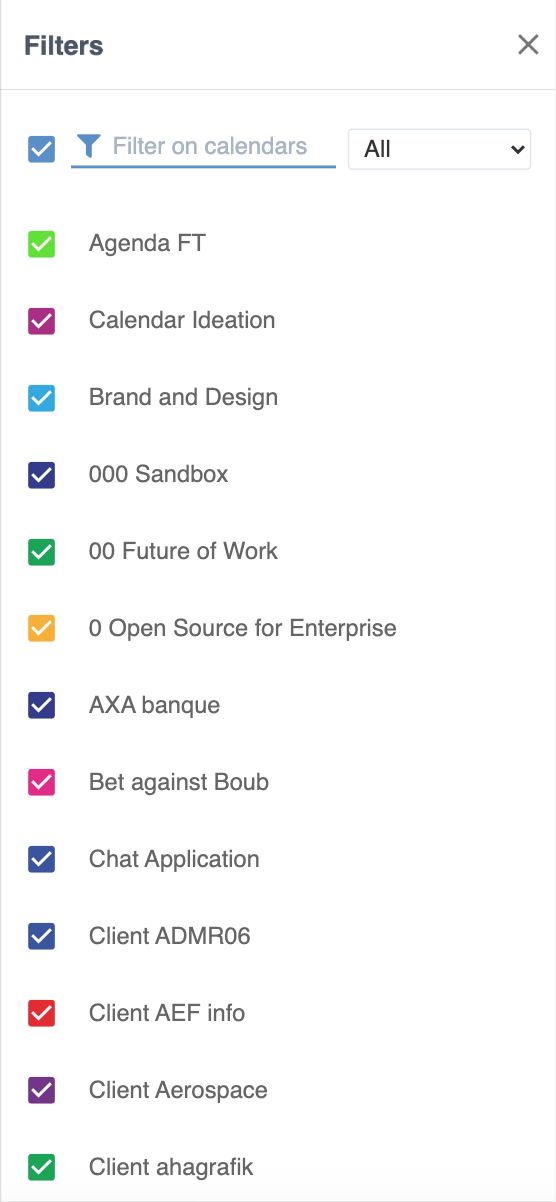 Filters
Filter on calendars All
Agenda FT
Calendar Ideation
Brand and Design
000 Sandbox
00 Future of Work
0 Open Source for Enterprise
AXA banque
Bet against Boub
Chat Application
Client ADMR06
Client AEF info
Client Aerospace
Client ahagrafik